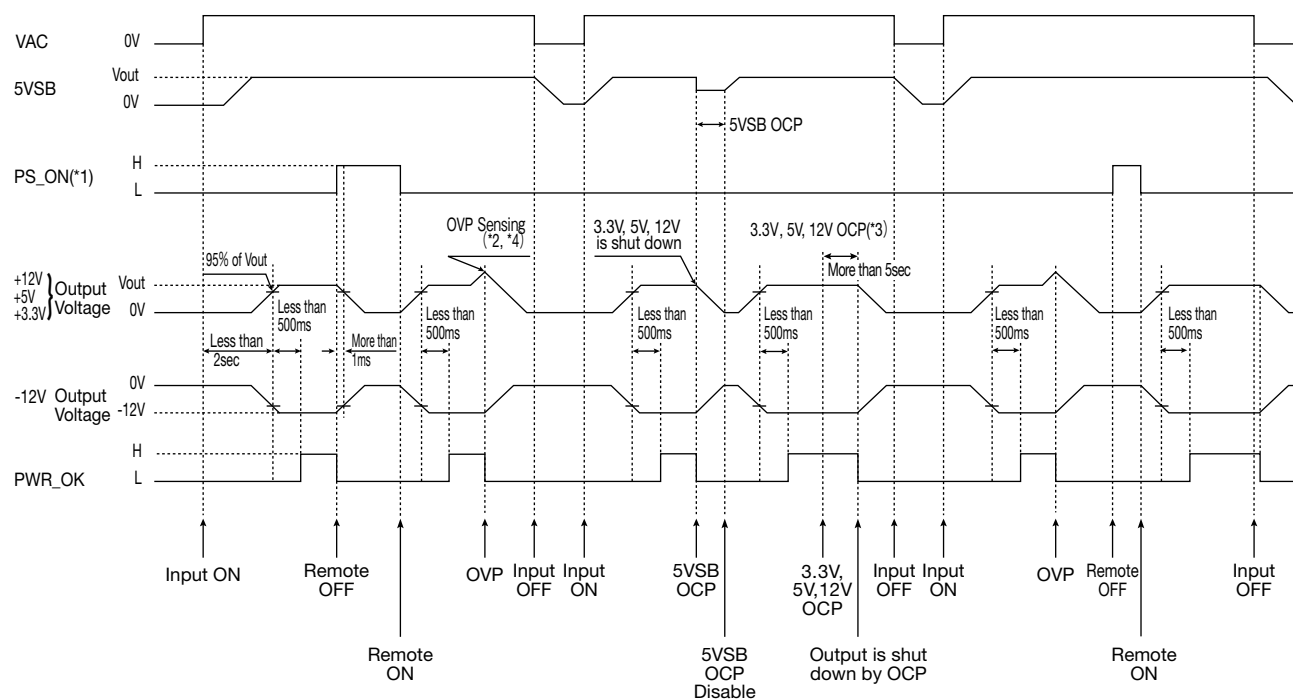 VAC
0V
Vout
5VSB
0V
5VSB OCP
H
PS_ON(*1)
L
OVP Sensing
(*2, *4)
3.3V, 5V, 12V
is shut down
3.3V, 5V, 12V OCP(*3)
More than 5sec
95% of Vout
+12V
+5V
+3.3V
Output
Voltage
Vout
0V
Less than
500ms
Less than
2sec
More than
1ms
Less than
500ms
Less than
500ms
Less than
500ms
Less than
500ms
Less than
500ms
-12V Output
Voltage
0V
-12V
H
PWR_OK
L
Input ON
Remote
OFF
Remote
ON
OVP
Input
OFF
Input
ON
5VSB
OCP
5VSB
OCP
Disable
3.3V,
5V,12V
OCP
Output is shut
down by OCP
Input
OFF
Input
ON
OVP
Remote
OFF
Remote
ON
Input
OFF